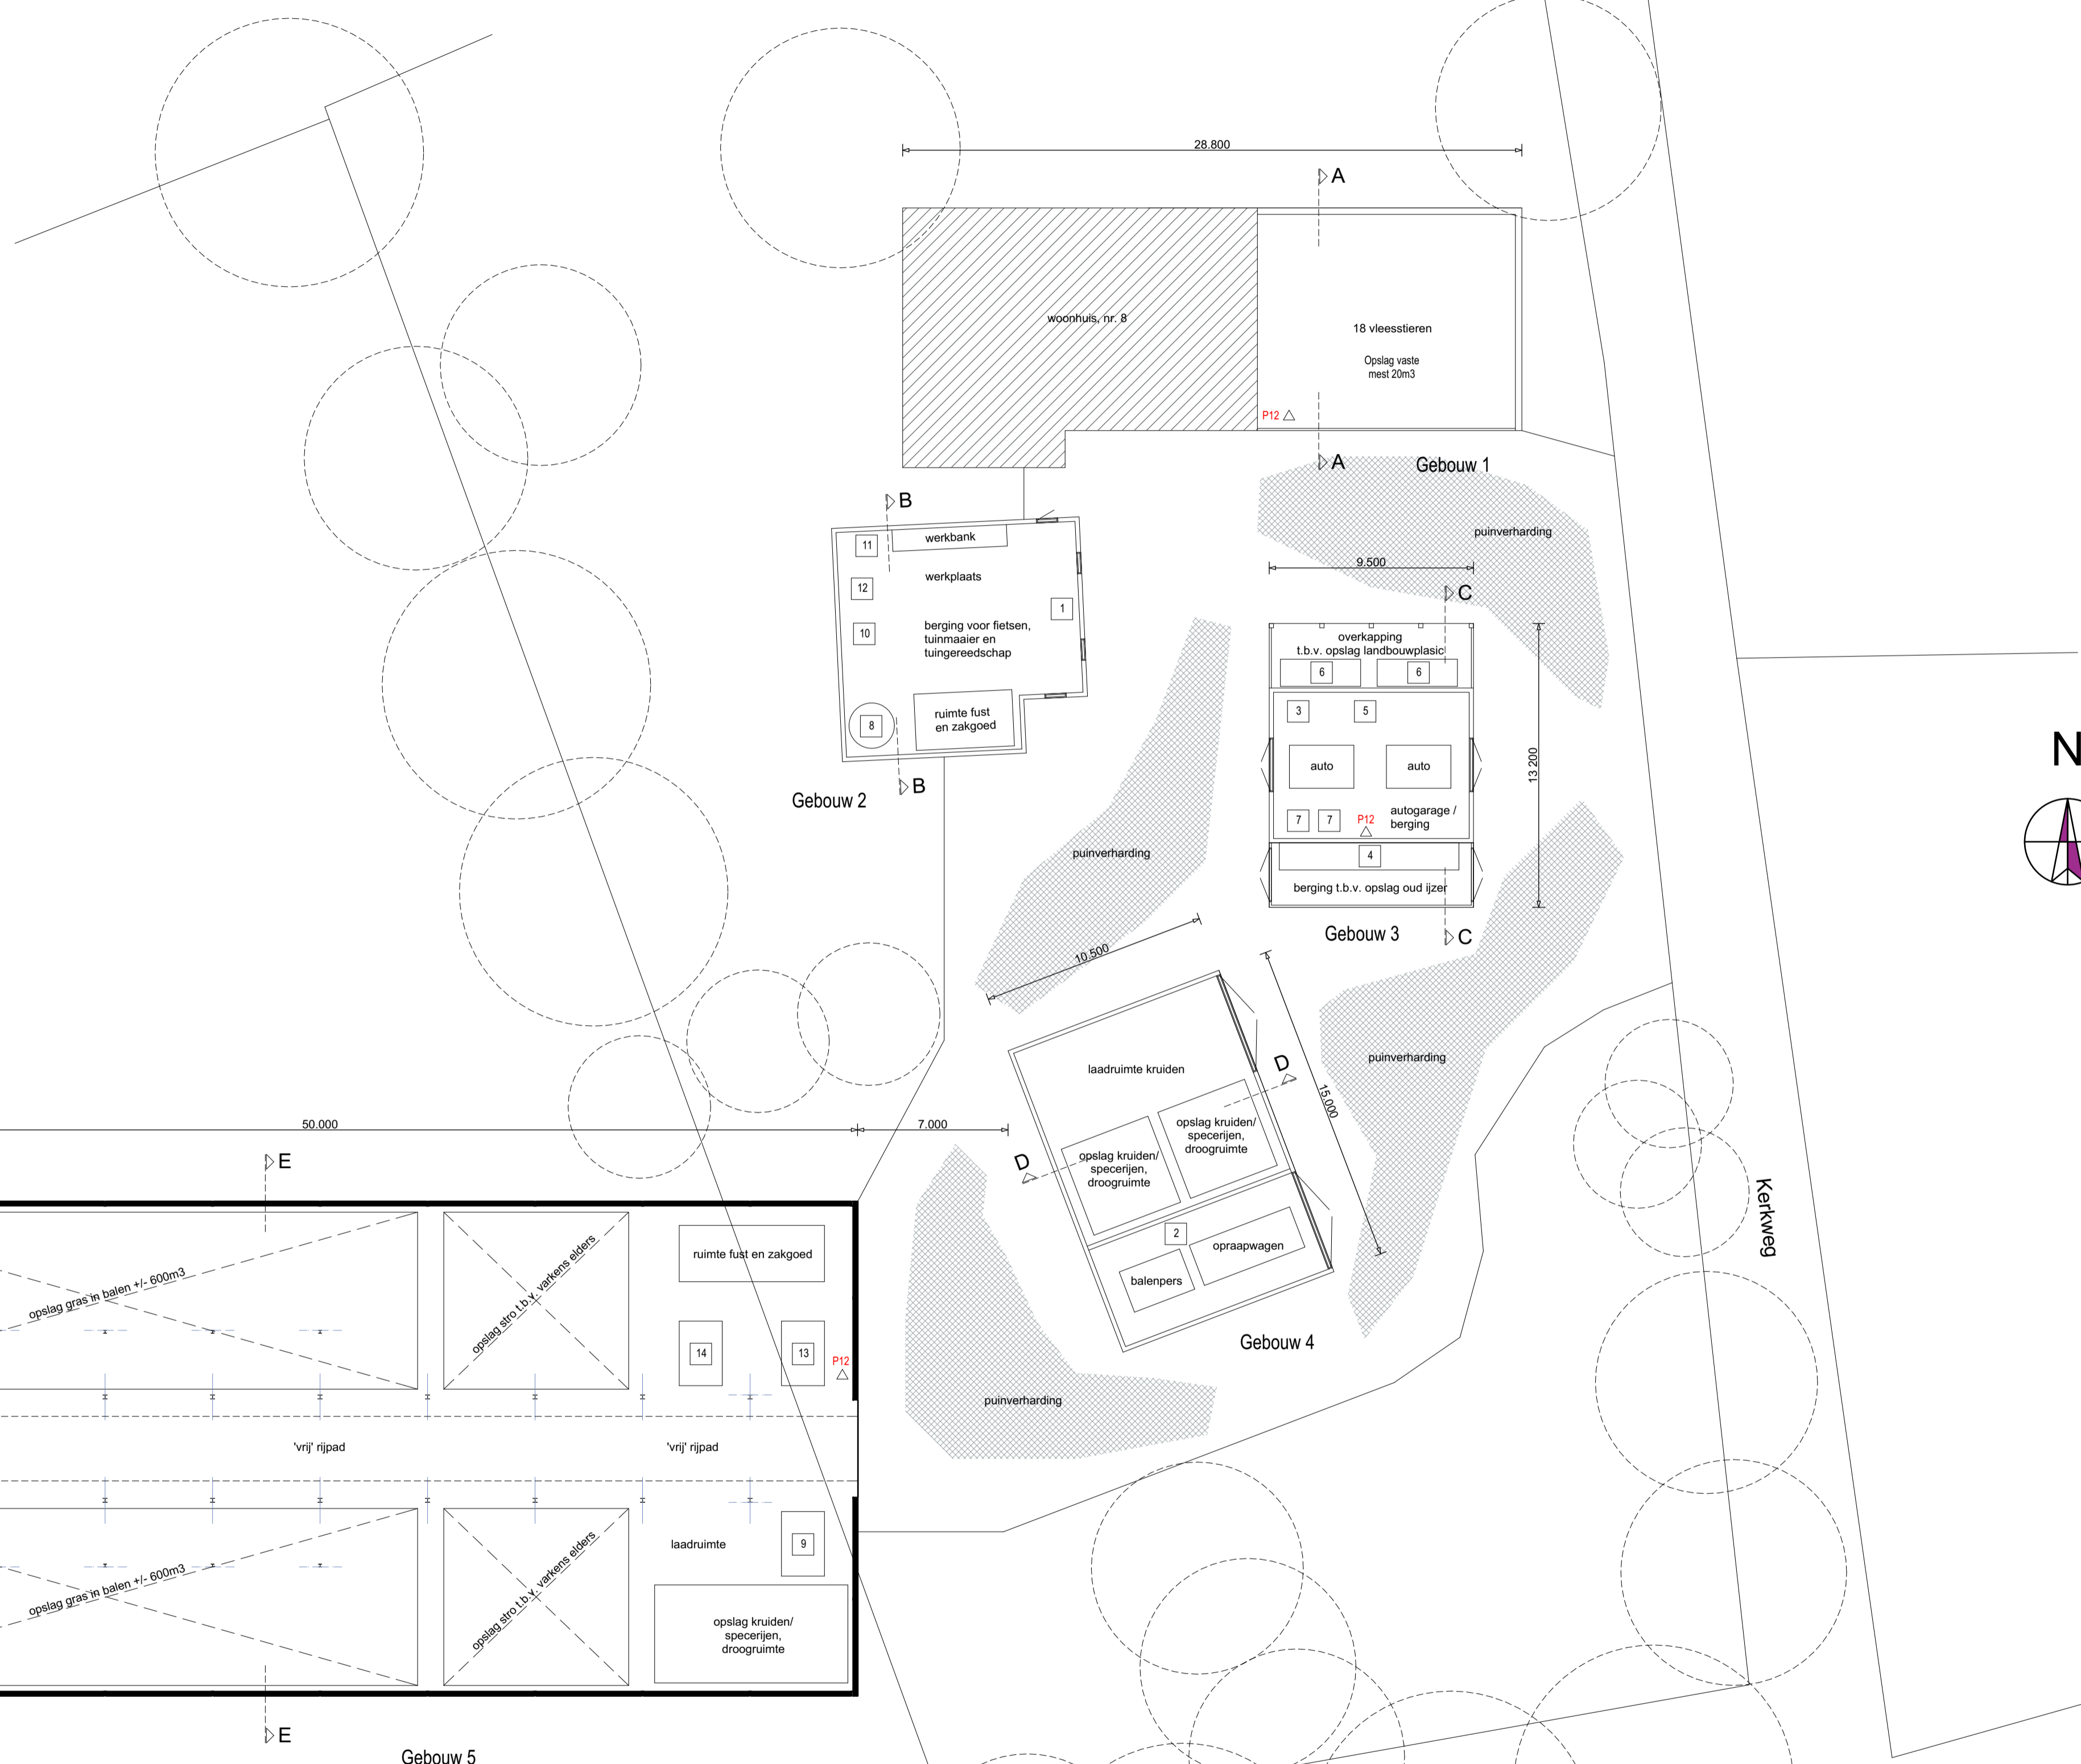 28.800
A
woonhuis, nr. 8
18 vleesstieren
Opslag vaste
mest 20m3
P12
A
Gebouw 1
puinverharding
B
11
werkbank
12
werkplaats
1
10
berging voor fietsen,
tuinmaaier en
tuingereedschap
8
ruimte fust
en zakgoed
B
Gebouw 2
9.500
C
overkapping
t.b.v. opslag landbouwplasic
6
6
3
5
auto
auto
13 200
7
7
P12
autogarage /
berging
4
berging t.b.v. opslag oud ijzer
Gebouw 3
C
N
puinverharding
10.500
puinverharding
laadruimte kruiden
D
15.000
opslag kruiden/
specerijen,
droogruimte
D
opslag kruiden/
specerijen,
droogruimte
2
opraapwagen
balenpers
Gebouw 4
Kerkweg
50.000
7.000
E
opslag gras in balen +/- 600m3
opslag stro t.b.v. varkens elders
ruimte fust en zakgoed
14
13
P12
puinverharding
'vrij' rijpad
'vrij' rijpad
opslag gras in balen +/- 600m3
opslag stro t.b.v. varkens elders
laadruimte
9
opslag kruiden/
specerijen,
droogruimte
E
Gebouw 5